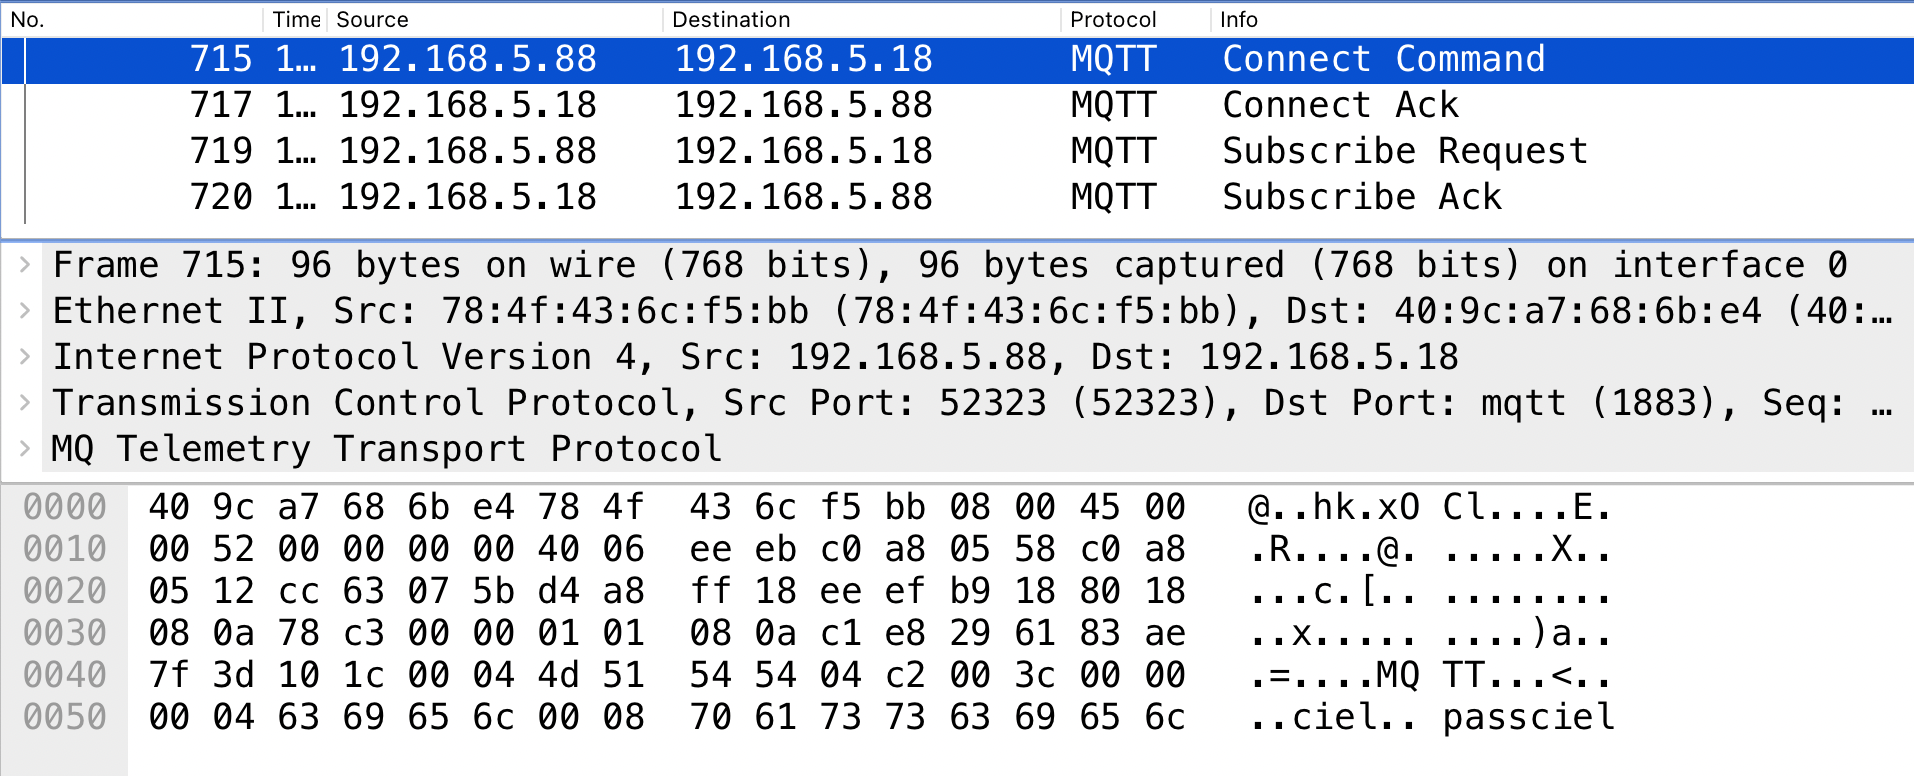 No. Time Source Destination Protocol Info
715 1… 192.168.5.88 192.168.5.18 MQTT Connect Command
717 1… 192.168.5.18 192.168.5.88 MQTT Connect Ack
719 1… 192.168.5.88 192.168.5.18 MQTT Subscribe Request
720 1… 192.168.5.18 192.168.5.88 MQTT Subscribe Ack
Frame 715: 96 bytes on wire (768 bits), 96 bytes captured (768 bits) on interface 0
Ethernet II, Src: 78:4f:43:6c:f5:bb (78:4f:43:6c:f5:bb), Dst: 40:9c:a7:68:6b:e4 (40:…
Internet Protocol Version 4, Src: 192.168.5.88, Dst: 192.168.5.18
Transmission Control Protocol, Src Port: 52323 (52323), Dst Port: mqtt (1883), Seq: …
MQ Telemetry Transport Protocol
0000 40 9c a7 68 6b e4 78 4f 43 6c f5 bb 08 00 45 00 @..hk.xO Cl....E.
0010 00 52 00 00 00 00 40 06 ee eb c0 a8 05 58 c0 a8 .R....@. .....X..
0020 05 12 cc 63 07 5b d4 a8 ff 18 ee ef b9 18 80 18 ...c.[.. ........
0030 08 0a 78 c3 00 00 01 01 08 0a c1 e8 29 61 83 ae ..x..... ....)a..
0040 7f 3d 10 1c 00 04 4d 51 54 54 04 c2 00 3c 00 00 .=....MQ TT...<..
0050 00 04 63 69 65 6c 00 08 70 61 73 73 63 69 65 6c ..ciel.. passciel